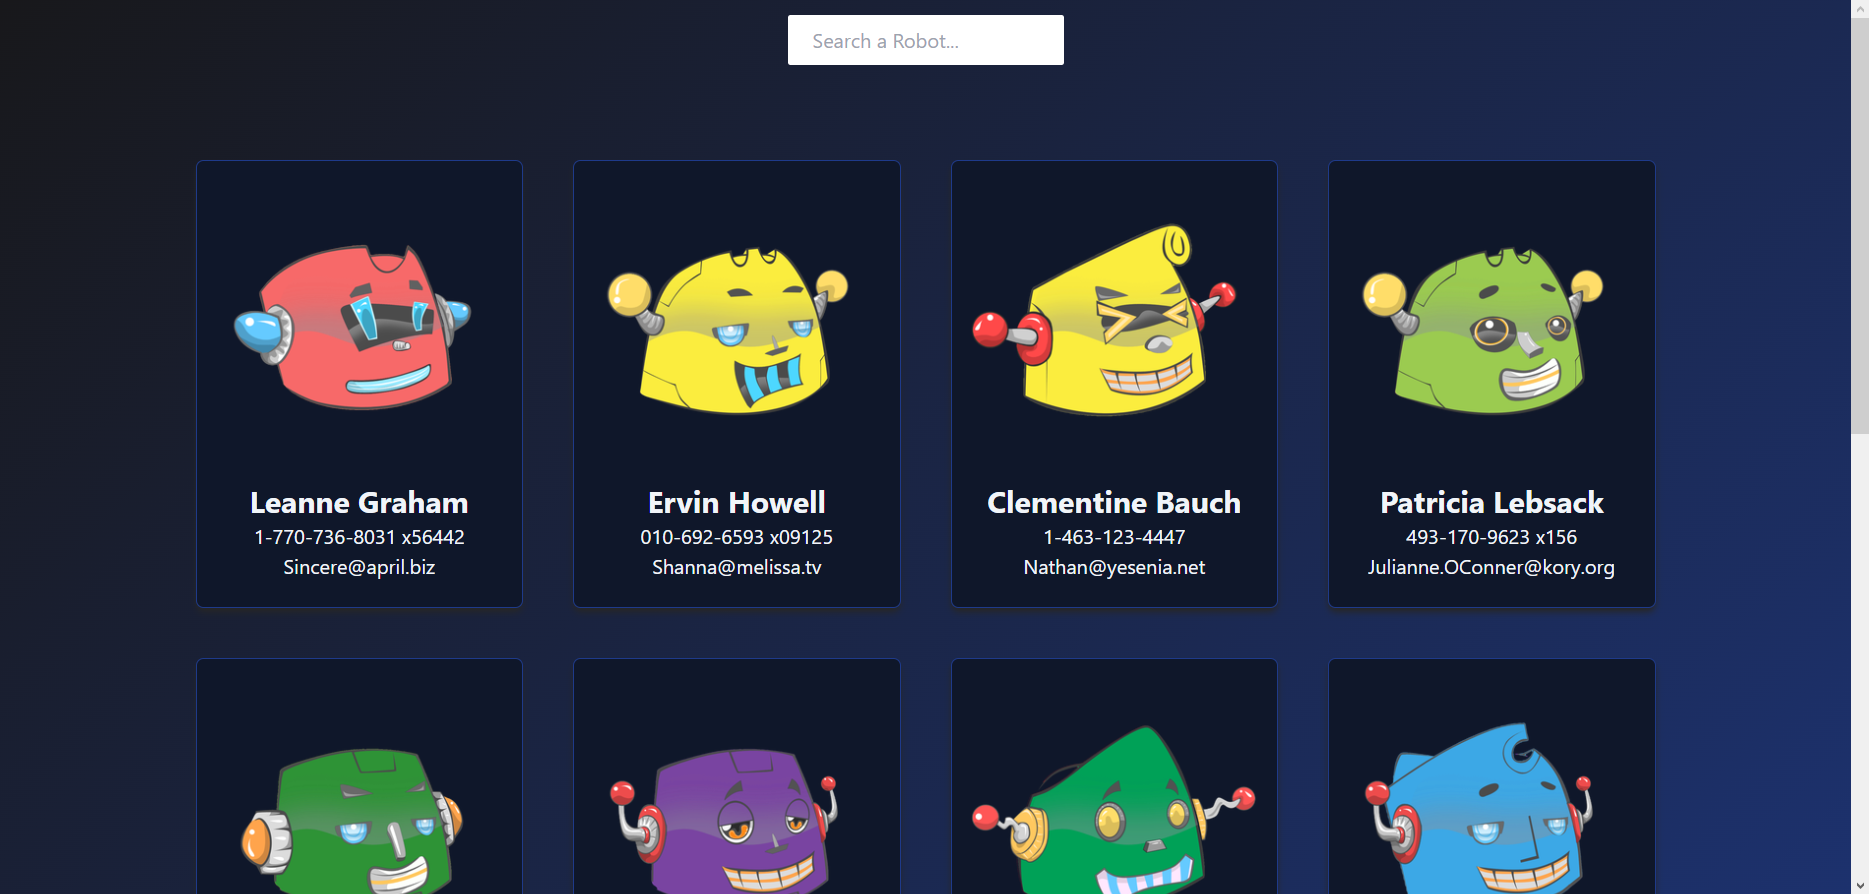 Search a Robot...
Leanne Graham
1-770-736-8031 x56442
Sincere@april.biz
Ervin Howell
010-692-6593 x09125
Shanna@melissa.tv
Clementine Bauch
1-463-123-4447
Nathan@yesenia.net
Patricia Lebsack
493-170-9623 x156
Julianne.OConner@kory.org